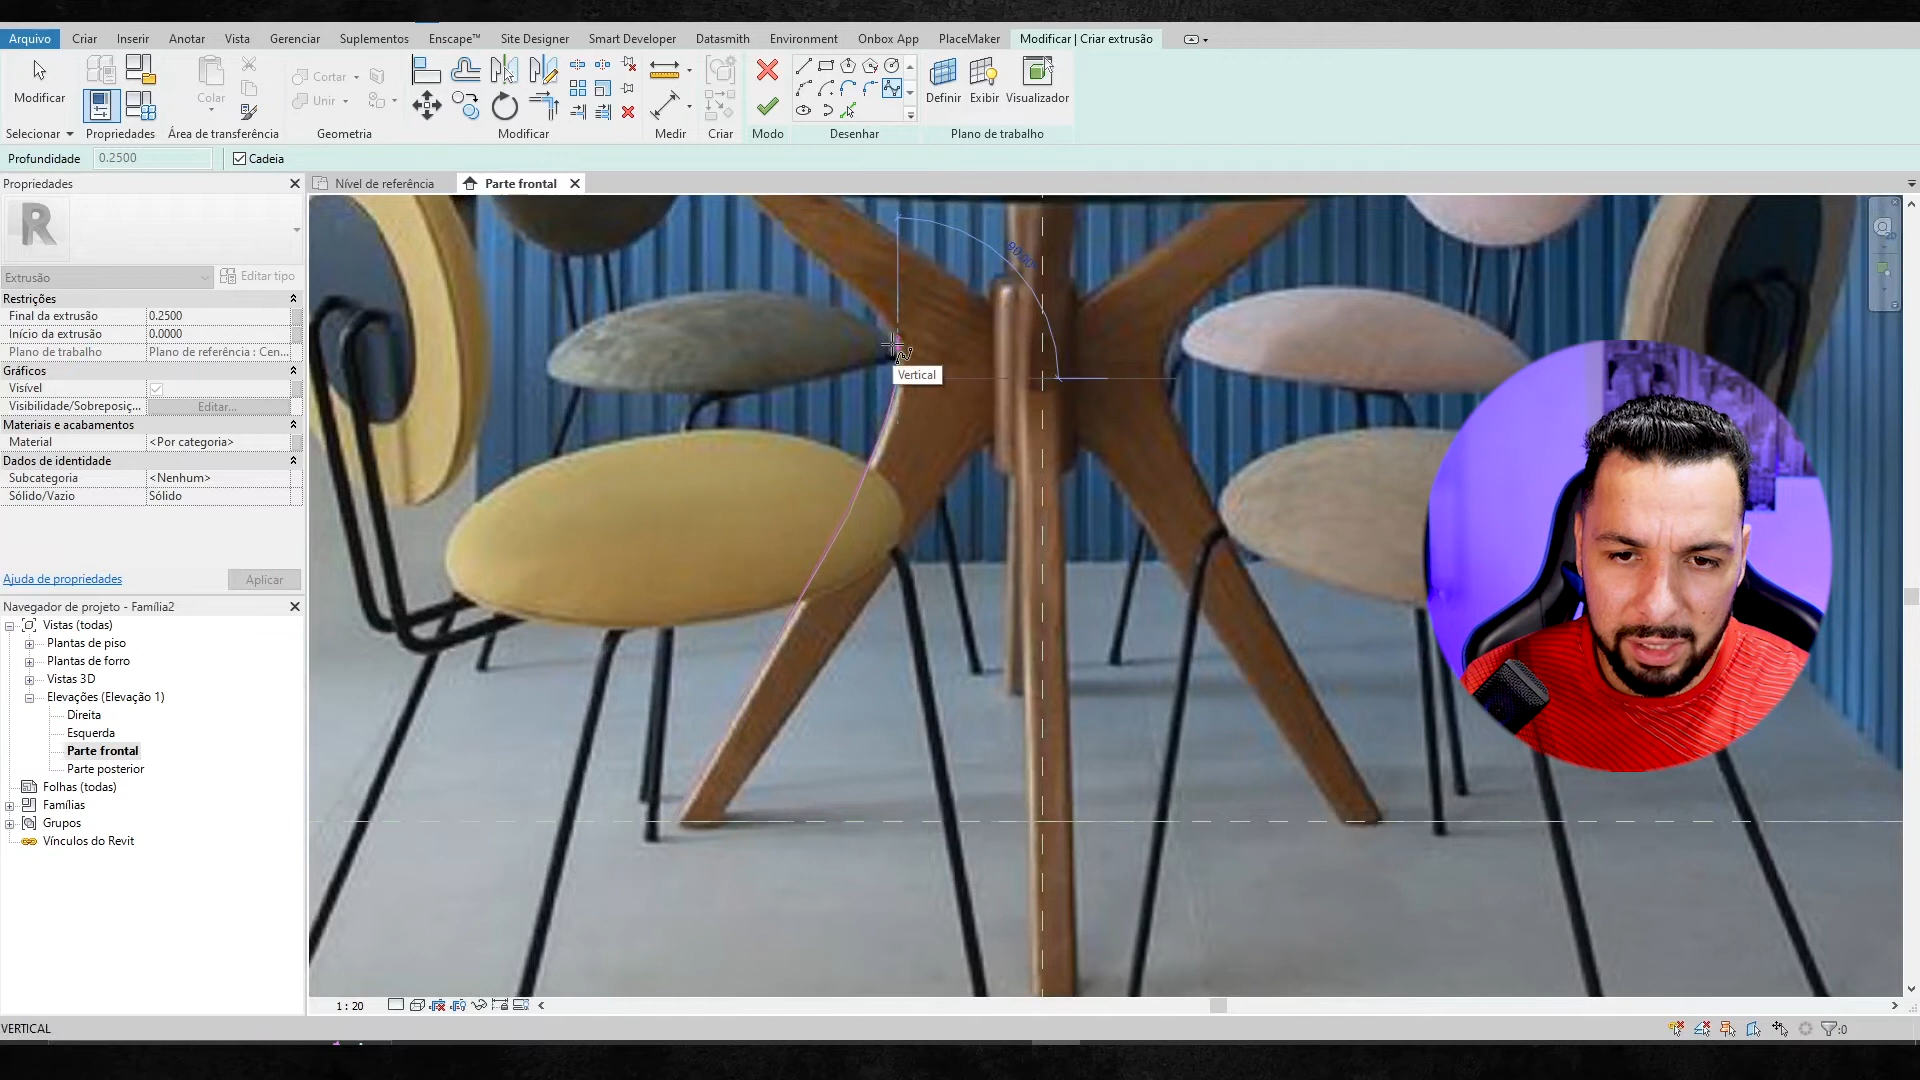 Arquivo Criar Inserir Anotar Vista Gerenciar Suplementos Enscape™ Site Designer Smart Developer Datasmith Environment Onbox App PlaceMaker Modificar | Criar extrusão
Modificar Colar Cortar Unir Definir Exibir Visualizador
Selecionar Propriedades Área de transferência Geometria Modificar Medir Criar Modo Desenhar Plano de trabalho
Profundidade 0.2500 Cadeia
Propriedades Nível de referência Parte frontal
R
Extrusão Editar tipo
Restrições
Final da extrusão 0.2500
Início da extrusão 0.0000
Plano de trabalho Plano de referência : Cen...
Gráficos
Visível
Visibilidade/Sobreposiç... Editar...
Materiais e acabamentos
Material <Por categoria>
Dados de identidade
Subcategoria <Nenhum>
Sólido/Vazio Sólido
Ajuda de propriedades Aplicar
Navegador de projeto - Família2
Vistas (todas)
Plantas de piso
Plantas de forro
Vistas 3D
Elevações (Elevação 1)
Direita
Esquerda
Parte frontal
Parte posterior
Folhas (todas)
Famílias
Grupos
Vínculos do Revit
Vertical
1 : 20
VERTICAL :0